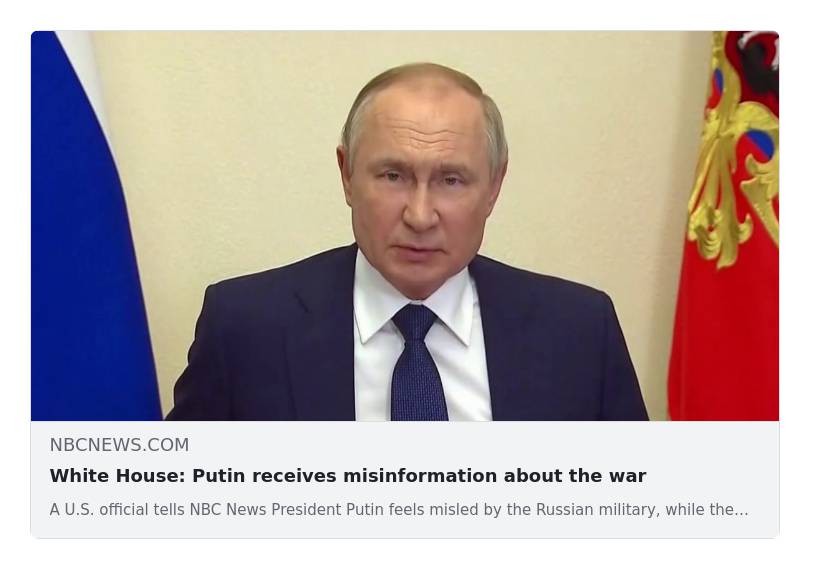 NBCNEWS.COM
White House: Putin receives misinformation about the war
A U.S. official tells NBC News President Putin feels misled by the Russian military, while the…